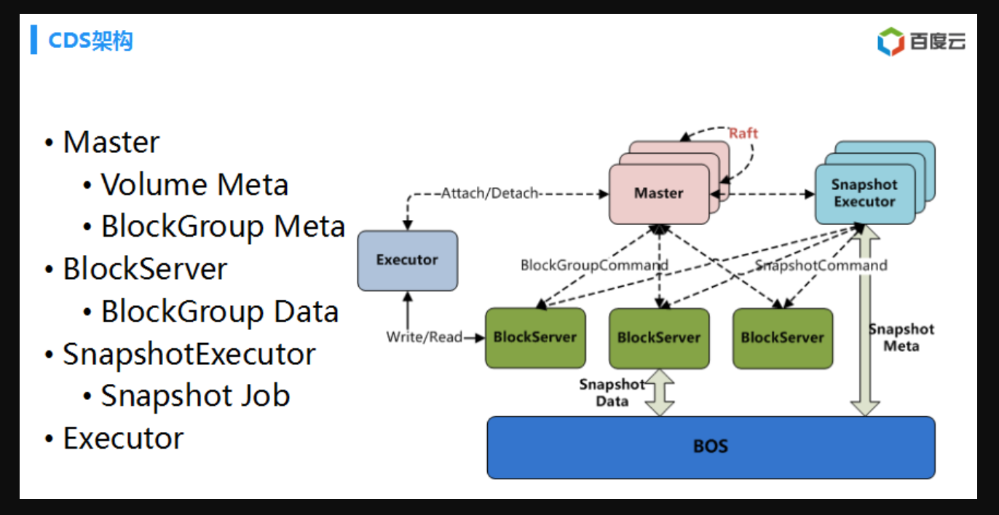 CDS架构
百度云
• Master
• Volume Meta
• BlockGroup Meta
• BlockServer
• BlockGroup Data
• SnapshotExecutor
• Snapshot Job
• Executor
Raft
Attach/Detach
Master
Snapshot
Executor
Executor
BlockGroupCommand
SnapshotCommand
Write/Read
BlockServer
BlockServer
BlockServer
Snapshot
Meta
Snapshot
Data
BOS